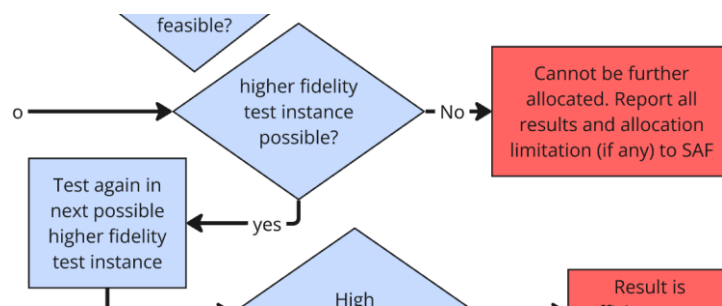 feasible?
o
higher fidelity
test instance
possible?
No
Cannot be further
allocated. Report all
results and allocation
limitation (if any) to SAF
Test again in
next possible
higher fidelity
test instance
yes
High
Result is